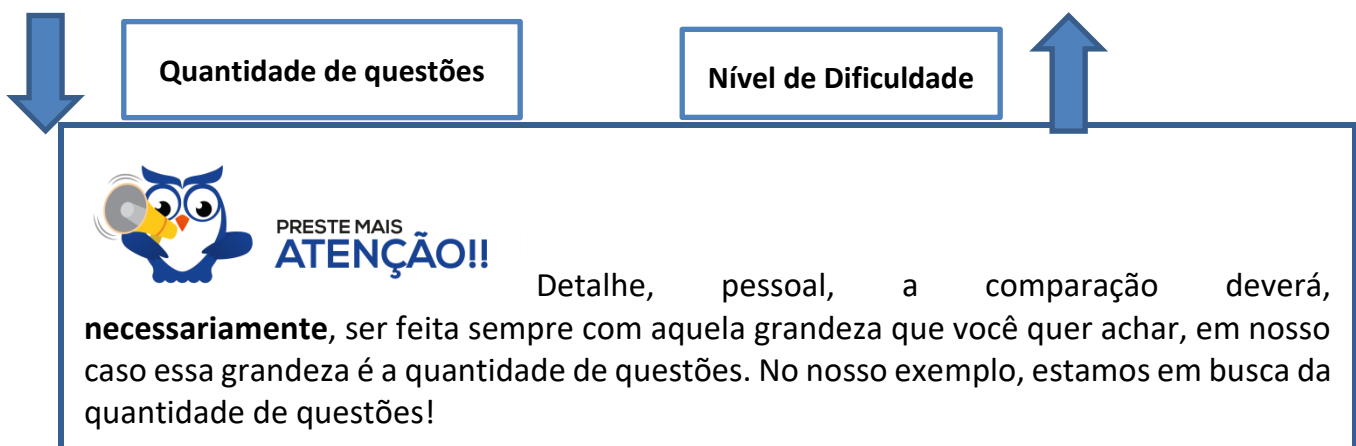 Quantidade de questões
Nível de Dificuldade
PRESTE MAIS
ATENÇÃO!!
Detalhe, pessoal, a comparação deverá,
necessariamente, ser feita sempre com aquela grandeza que você quer achar, em nosso
caso essa grandeza é a quantidade de questões. No nosso exemplo, estamos em busca da
quantidade de questões!